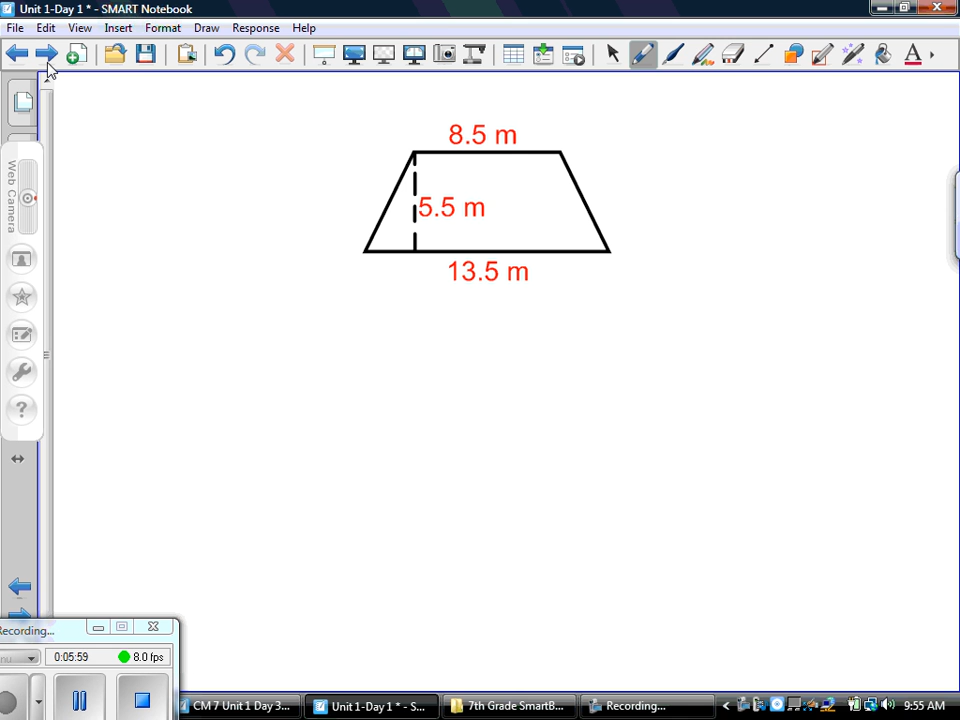 Unit 1-Day 1 * - SMART Notebook
File Edit View Insert Format Draw Response Help
8.5 m
5.5 m
13.5 m
Web Camera
Recording...
0:05:59 8.0 fps
CM 7 Unit 1 Day 3... Unit 1-Day 1 * - S... 7th Grade SmartB... Recording... 9:55 AM